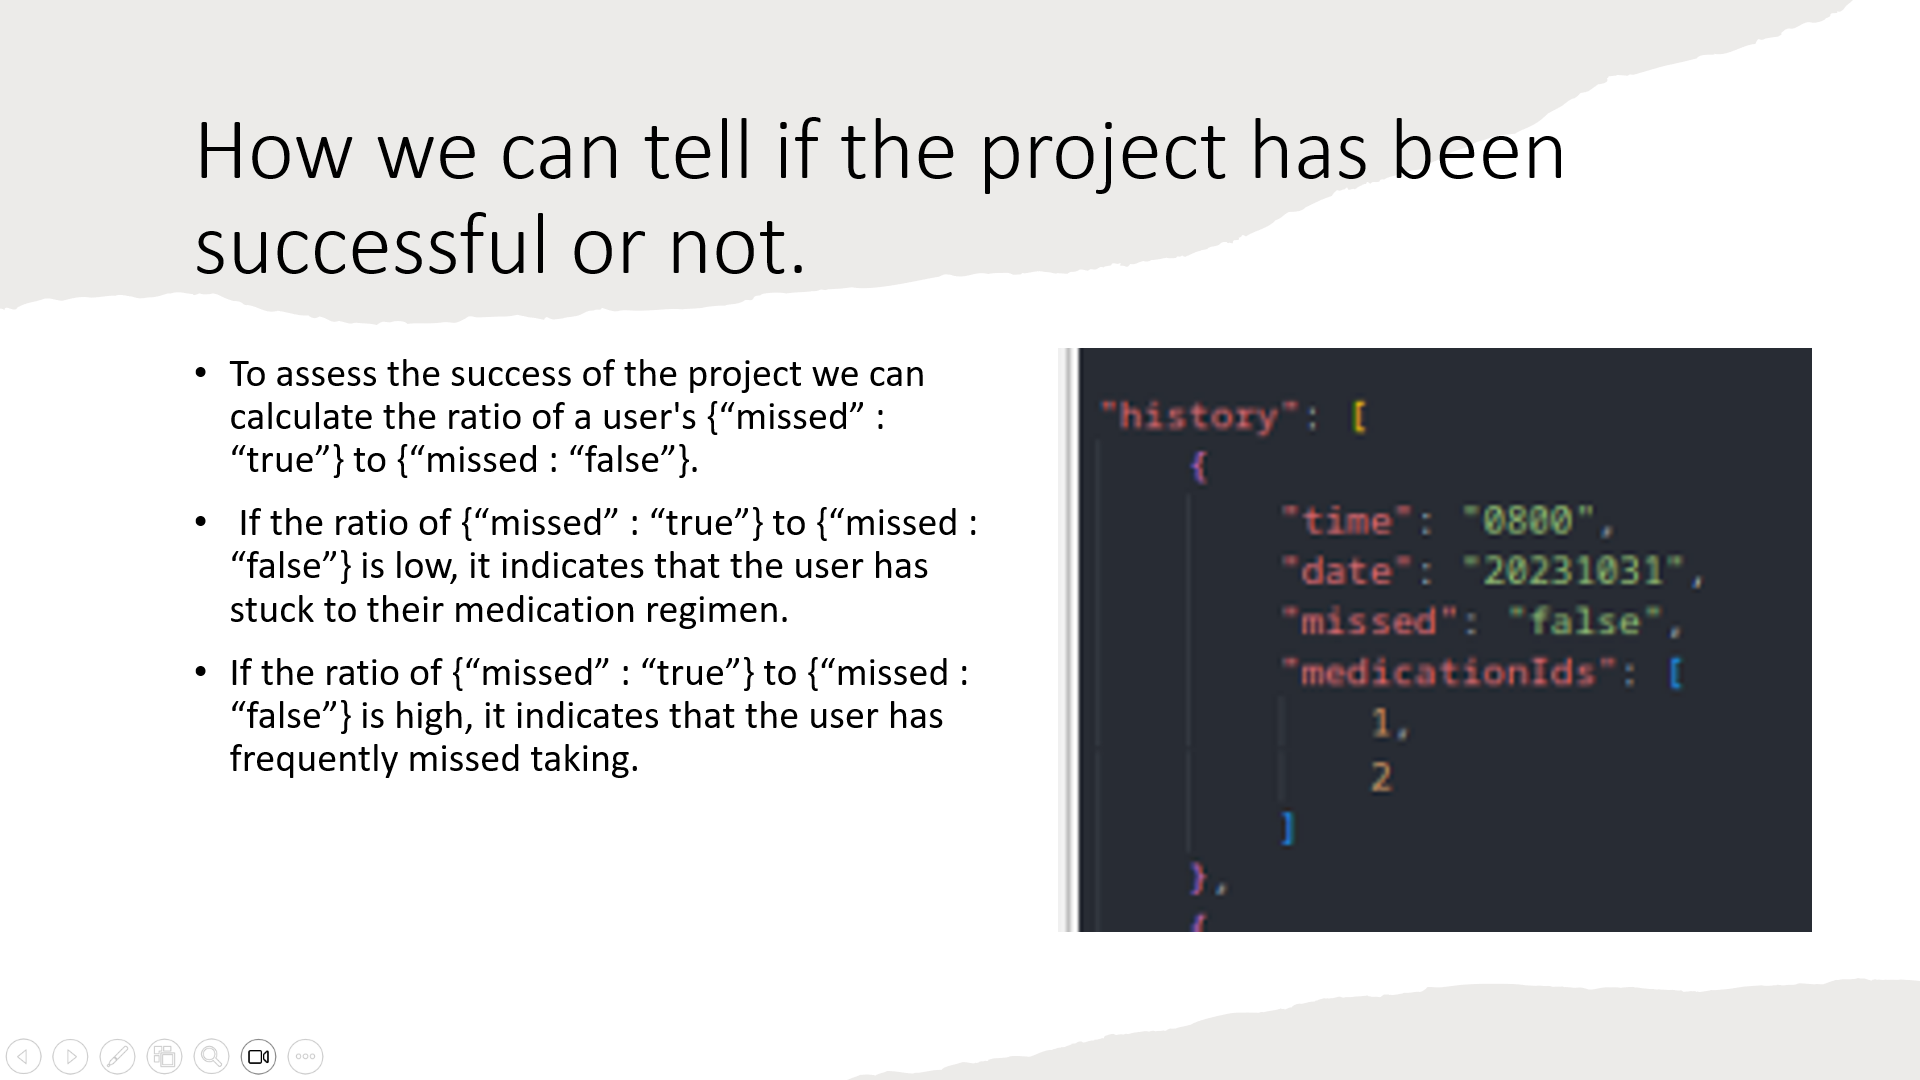 How we can tell if the project has been
successful or not.
• To assess the success of the project we can
calculate the ratio of a user's {“missed” :
“true”} to {“missed : “false”}.
• If the ratio of {“missed” : “true”} to {“missed :
“false”} is low, it indicates that the user has
stuck to their medication regimen.
• If the ratio of {“missed” : “true”} to {“missed :
“false”} is high, it indicates that the user has
frequently missed taking.
"history": [
{
"time": "0800",
"date": "20231031",
"missed": "false",
"medicationIds": [
1,
2
]
},
{